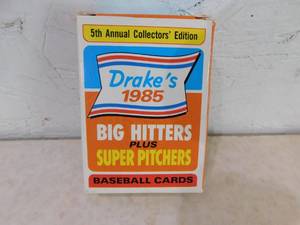 5th Annual Collectors' Edition
Drake's
1985
BIG HITTERS
PLUS
SUPER PITCHERS
BASEBALL CARDS